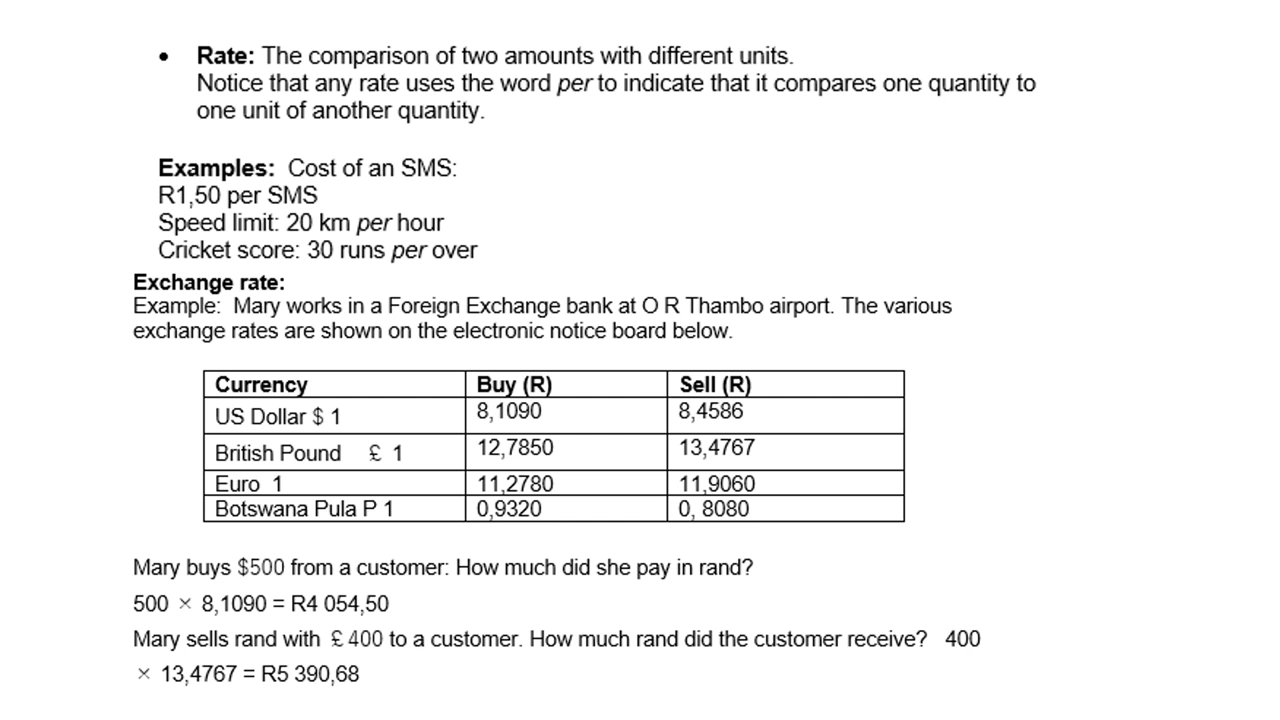 • Rate: The comparison of two amounts with different units.
Notice that any rate uses the word per to indicate that it compares one quantity to
one unit of another quantity.
Examples: Cost of an SMS:
R1,50 per SMS
Speed limit: 20 km per hour
Cricket score: 30 runs per over
Exchange rate:
Example: Mary works in a Foreign Exchange bank at O R Thambo airport. The various
exchange rates are shown on the electronic notice board below.
Currency Buy (R) Sell (R)
US Dollar $ 1 8,1090 8,4586
British Pound £ 1 12,7850 13,4767
Euro 1 11,2780 11,9060
Botswana Pula P 1 0,9320 0, 8080
Mary buys $500 from a customer: How much did she pay in rand?
500 × 8,1090 = R4 054,50
Mary sells rand with £ 400 to a customer. How much rand did the customer receive? 400
× 13,4767 = R5 390,68